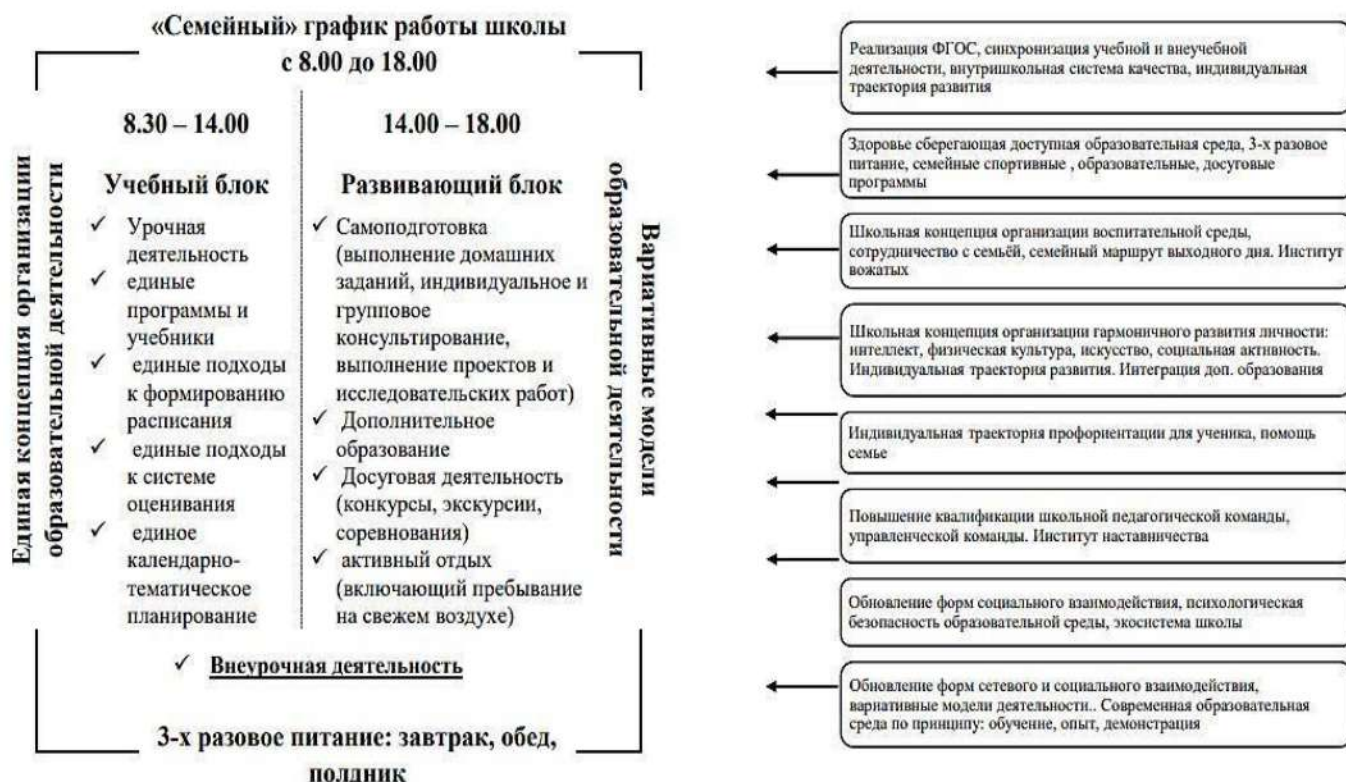 «Семейный» график работы школы
с 8.00 до 18.00
Единая концепция организации
образовательной деятельности
8.30 – 14.00
Учебный блок
✓ Урочная
деятельность
✓ единые
программы и
учебники
✓ единые подходы
к формированию
расписания
✓ единые подходы
к системе
оценивания
✓ единое
календарно-
тематическое
планирование
14.00 – 18.00
Развивающий блок
✓ Самоподготовка
(выполнение домашних
заданий, индивидуальное и
групповое
консультирование,
выполнение проектов и
исследовательских работ)
✓ Дополнительное
образование
✓ Досуговая деятельность
(конкурсы, экскурсии,
соревнования)
✓ активный отдых
(включающий пребывание
на свежем воздухе)
Вариативные модели
образовательной деятельности
✓ Внеурочная деятельность
3-х разовое питание: завтрак, обед,
полдник
Реализация ФГОС, синхронизация учебной и внеучебной
деятельности, внутришкольная система качества, индивидуальная
траектория развития
Здоровье сберегающая доступная образовательная среда, 3-х разовое
питание, семейные спортивные , образовательные, досуговые
программы
Школьная концепция организации воспитательной среды,
сотрудничество с семьёй, семейный маршрут выходного дня. Институт
вожатых
Школьная концепция организации гармоничного развития личности:
интеллект, физическая культура, искусство, социальная активность.
Индивидуальная траектория развития. Интеграция доп. образования
Индивидуальная траектория профориентации для ученика, помощь
семье
Повышение квалификации школьной педагогической команды,
управленческой команды. Институт наставничества
Обновление форм социального взаимодействия, психологическая
безопасность образовательной среды, экосистема школы
Обновление форм сетевого и социального взаимодействия,
вариативные модели деятельности.. Современная образовательная
среда по принципу: обучение, опыт, демонстрация